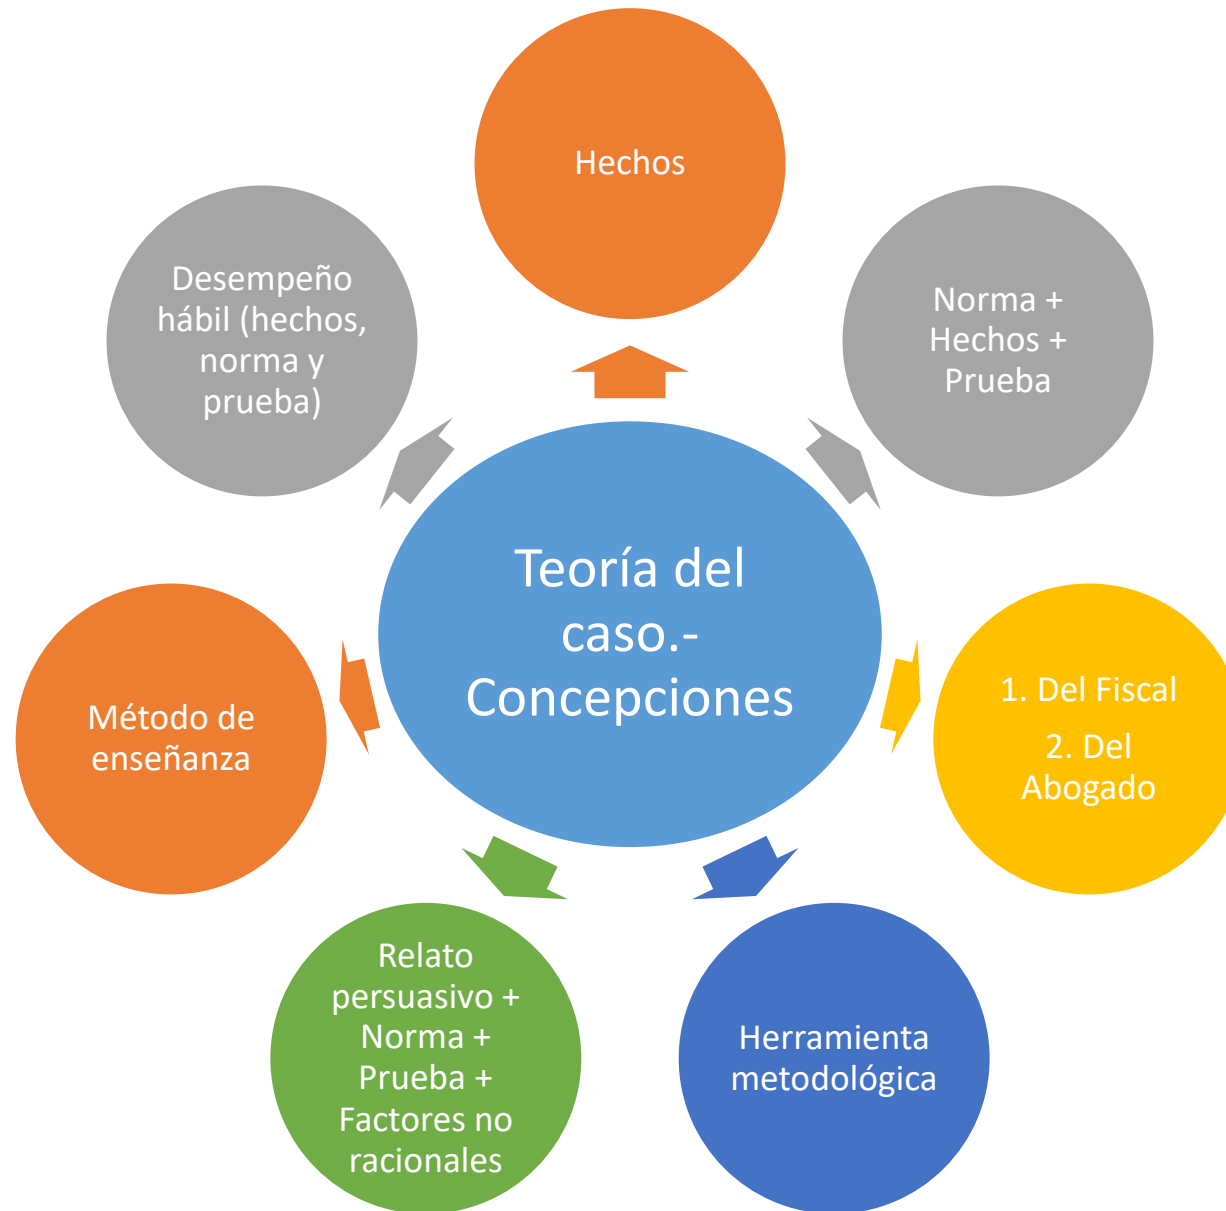 Hechos
Desempeño
hábil (hechos,
norma y
prueba)
Norma +
Hechos +
Prueba
Teoría del
caso.-
Concepciones
Método de
enseñanza
1. Del Fiscal
2. Del
Abogado
Relato
persuasivo +
Norma +
Prueba +
Factores no
racionales
Herramienta
metodológica